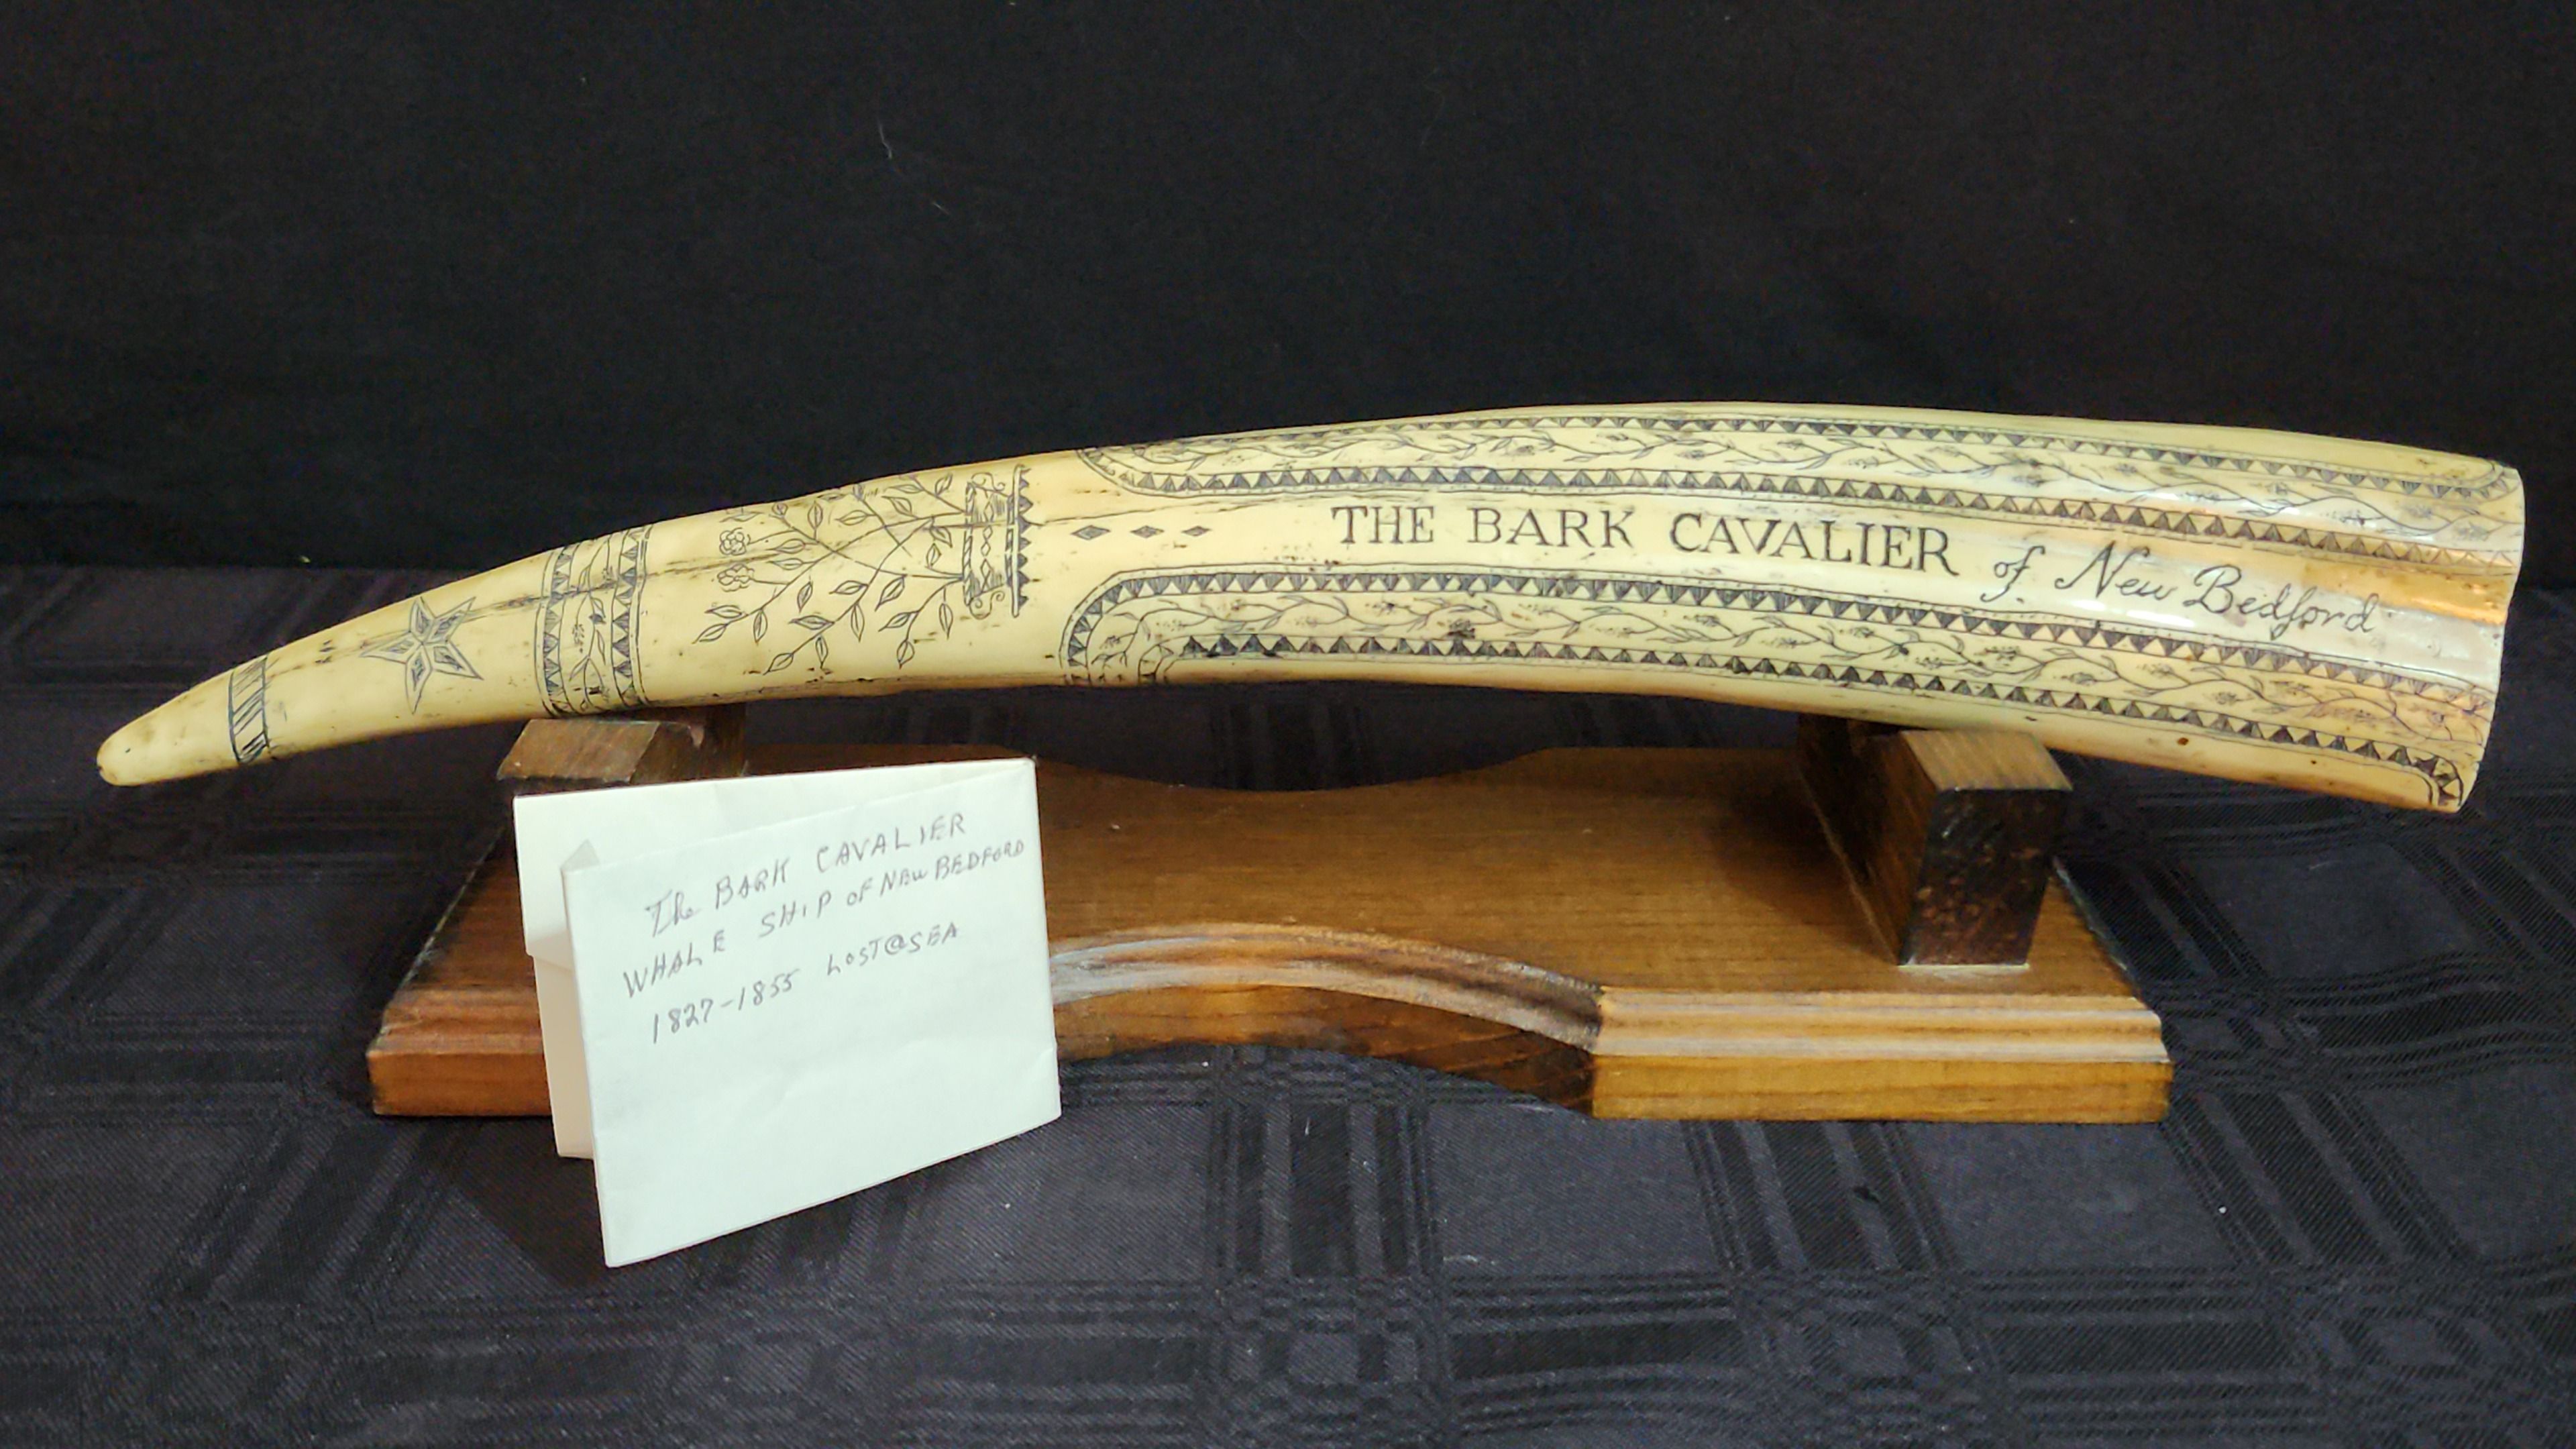 THE BARK CAVALIER of New Bedford
The BARK CAVALIER
WHALE SHIP OF NEW BEDFORD
1827-1855 LOST@SEA